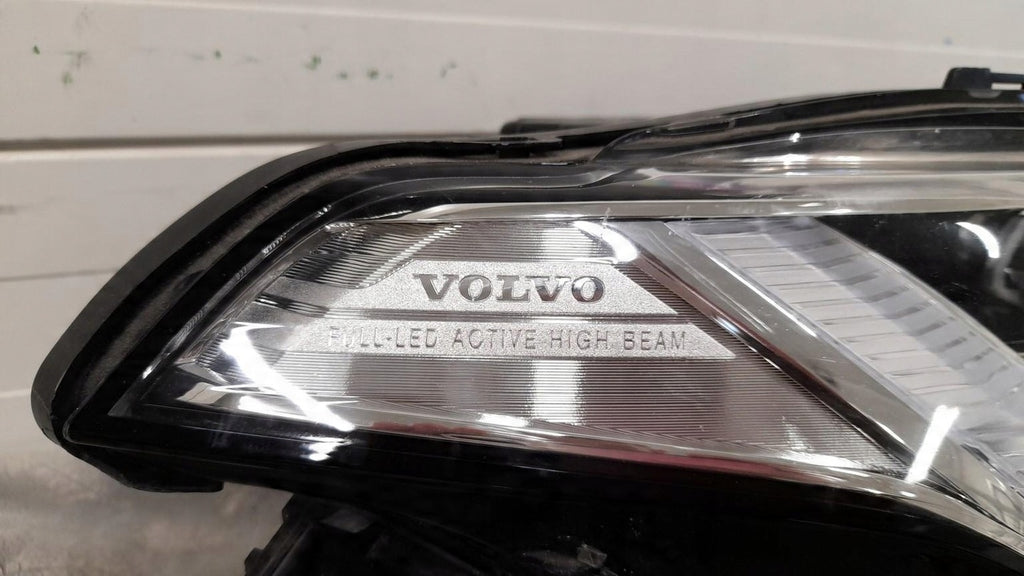 VOLVO
FULL-LED ACTIVE HIGH BEAM